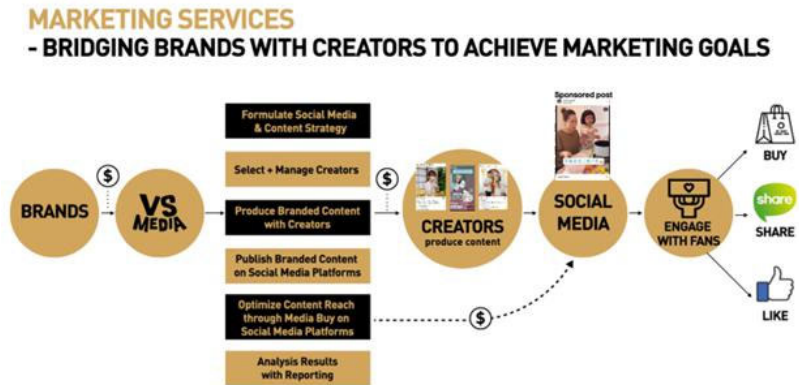 MARKETING SERVICES
- BRIDGING BRANDS WITH CREATORS TO ACHIEVE MARKETING GOALS
Sponsored post
Formulate Social Media
& Content Strategy
Select + Manage Creators
Produce Branded Content
with Creators
Publish Branded Content
on Social Media Platforms
Optimize Content Reach
through Media Buy on
Social Media Platforms
Analysis Results
with Reporting
BRANDS
$
VS
MEDIA
$
CREATORS
produce content
$
SOCIAL
MEDIA
ENGAGE
WITH FANS
BUY
share
SHARE
LIKE